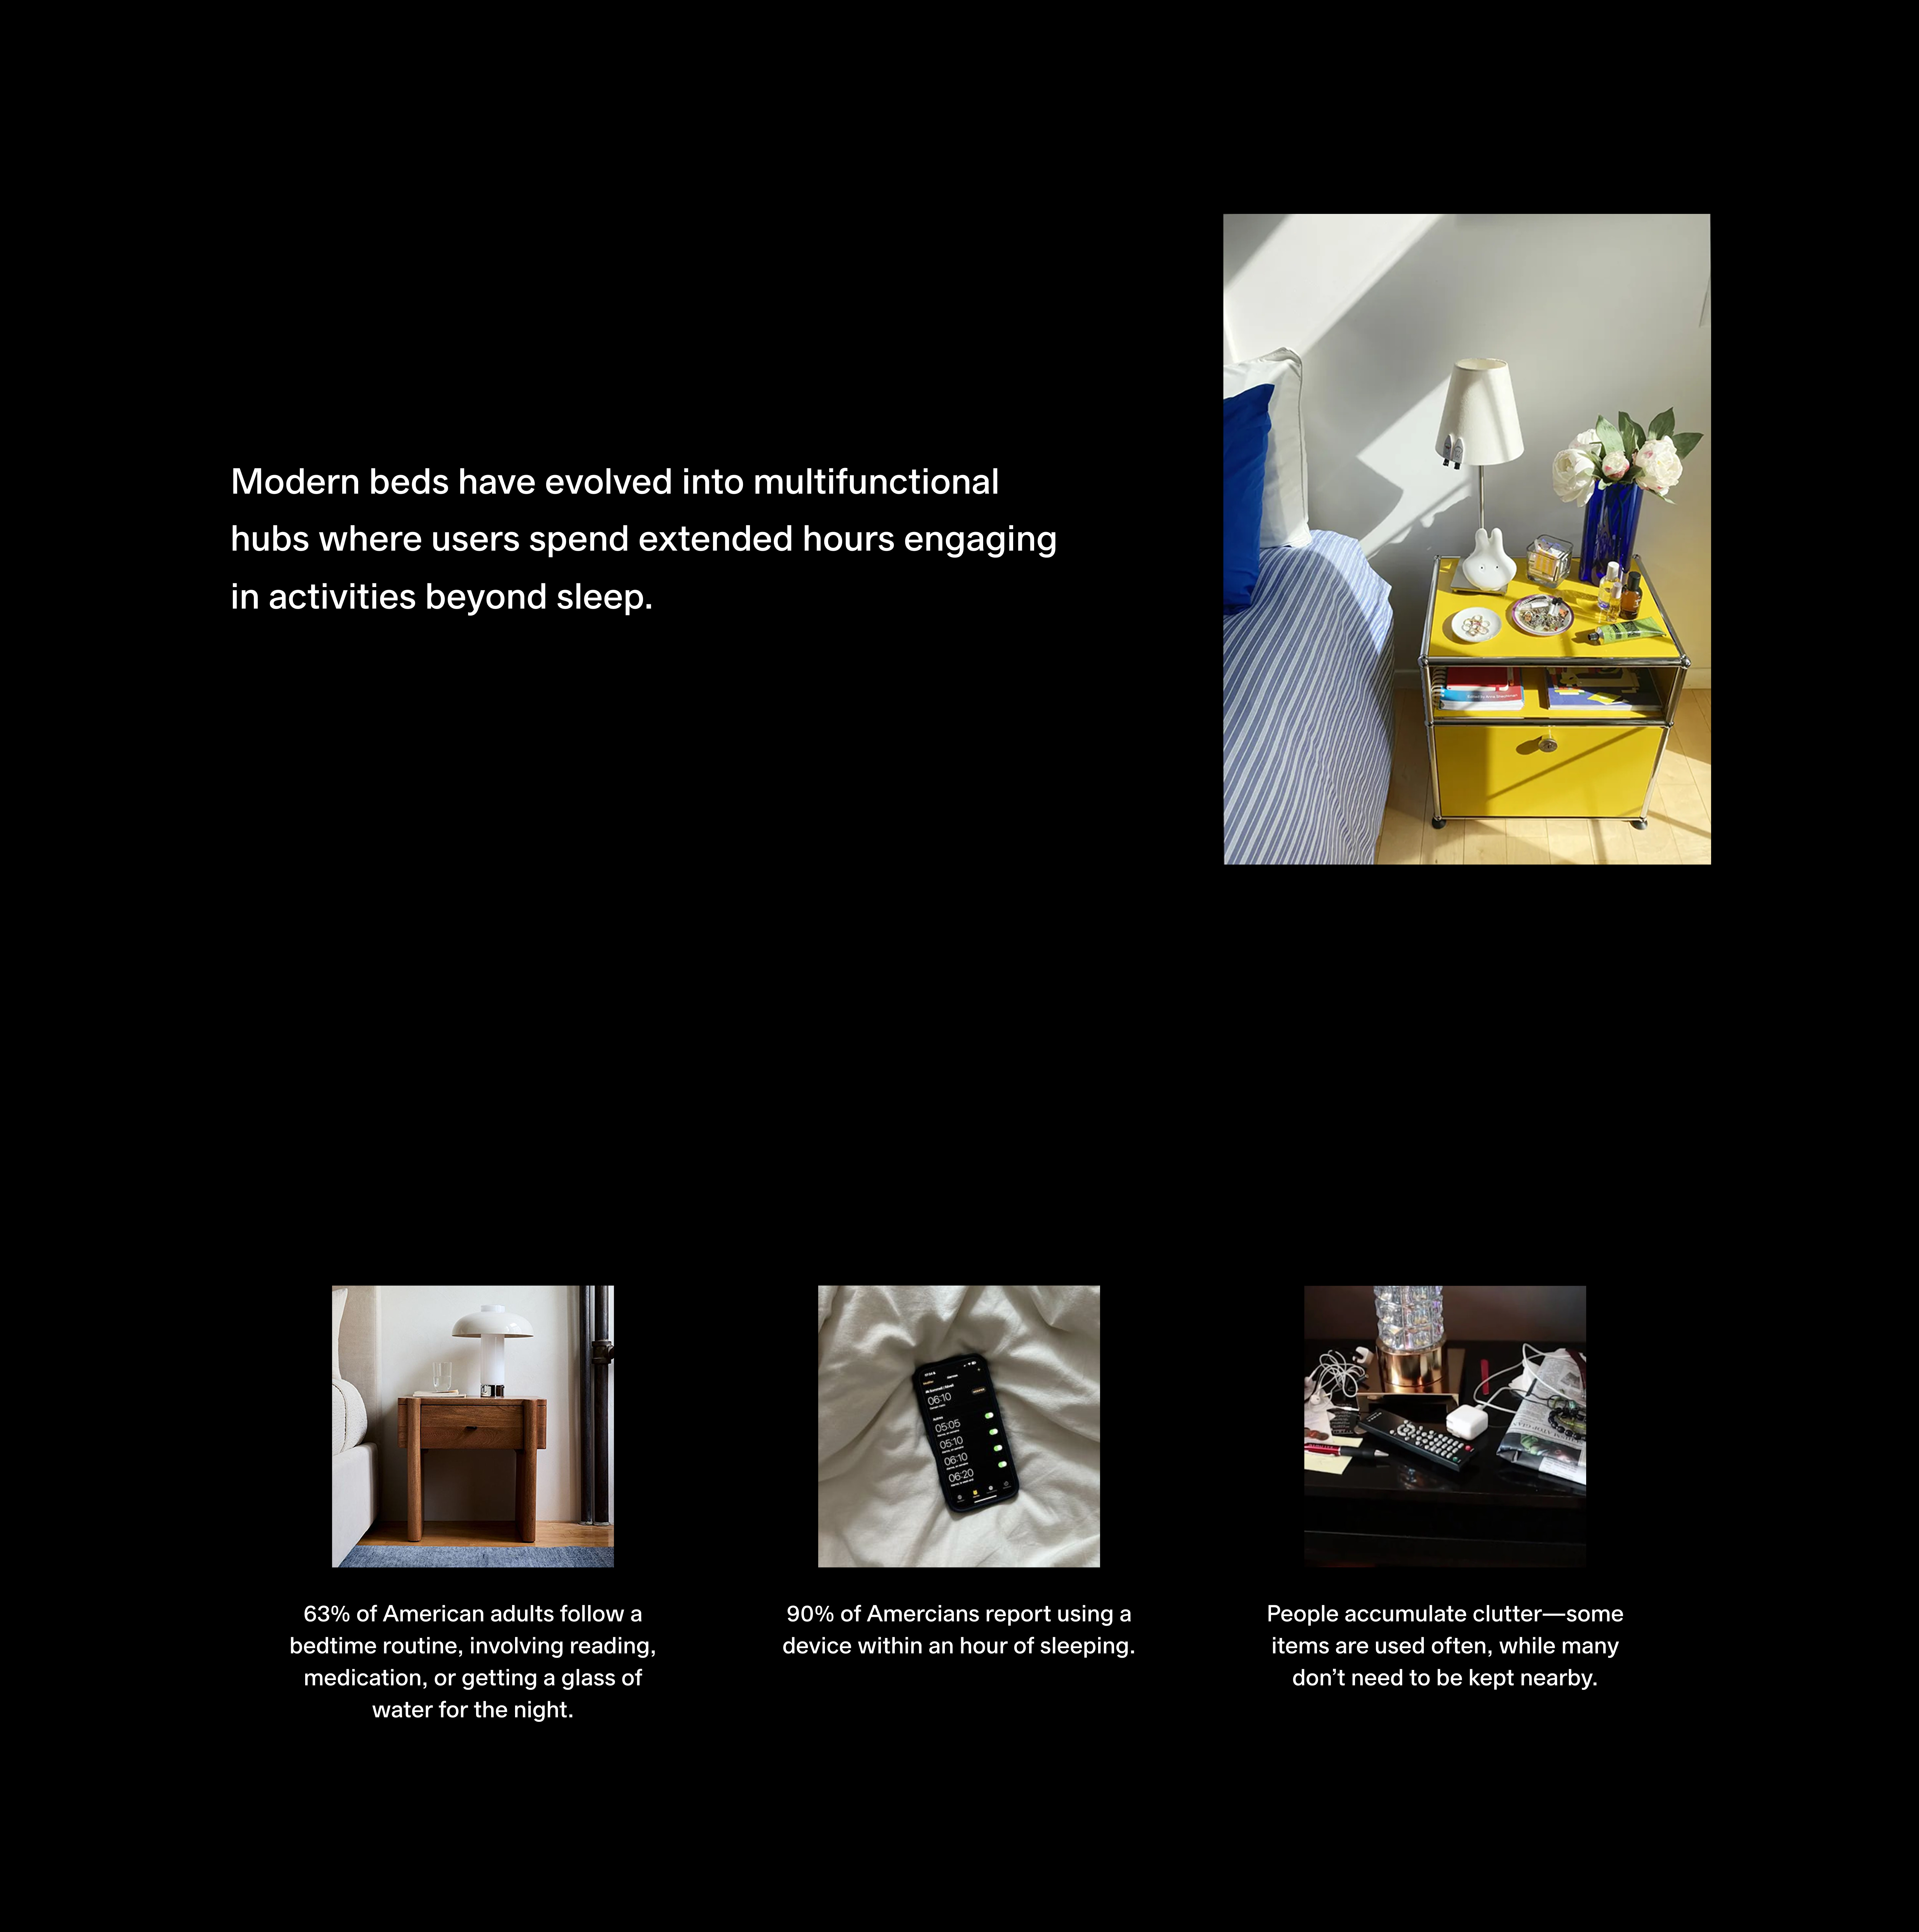 Modern beds have evolved into multifunctional
hubs where users spend extended hours engaging
in activities beyond sleep.
06:10
05:05
05:10
06:10
06:20
63% of American adults follow a
bedtime routine, involving reading,
medication, or getting a glass of
water for the night.
90% of Amercians report using a
device within an hour of sleeping.
People accumulate clutter—some
items are used often, while many
don’t need to be kept nearby.